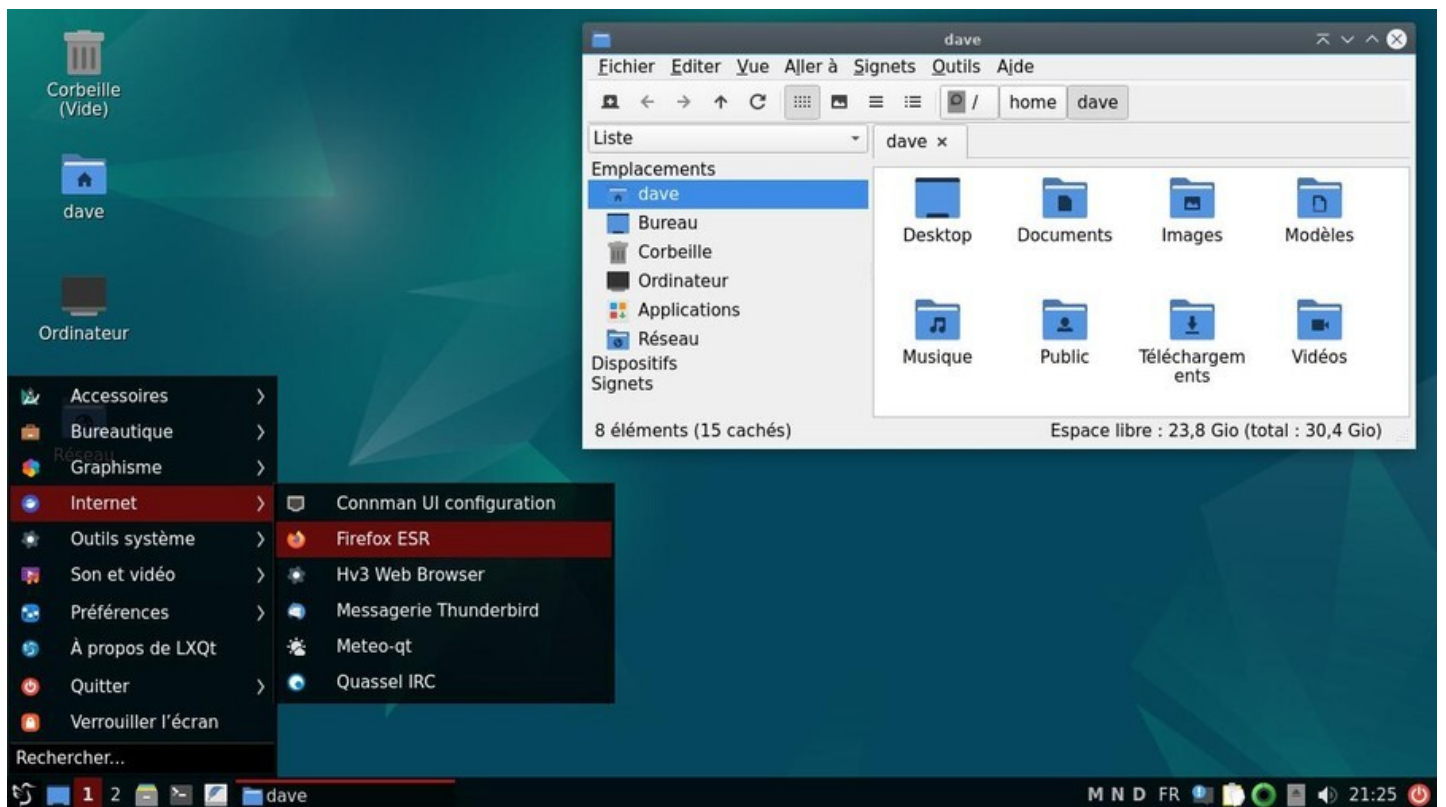 Corbeille
(Vide)
dave
Ordinateur
Réseau
dave
Fichier Editer Vue Aller à Signets Outils Aide
/ home dave
Liste
dave ×
Emplacements
dave
Bureau
Corbeille
Ordinateur
Applications
Réseau
Dispositifs
Signets
Desktop Documents Images Modèles
Musique Public Téléchargem
ents Vidéos
8 éléments (15 cachés) Espace libre : 23,8 Gio (total : 30,4 Gio)
Accessoires
Bureautique
Graphisme
Internet
Outils système
Son et vidéo
Préférences
À propos de LXQt
Quitter
Verrouiller l’écran
Rechercher...
Connman UI configuration
Firefox ESR
Hv3 Web Browser
Messagerie Thunderbird
Meteo-qt
Quassel IRC
1 2 dave M N D FR 21:25